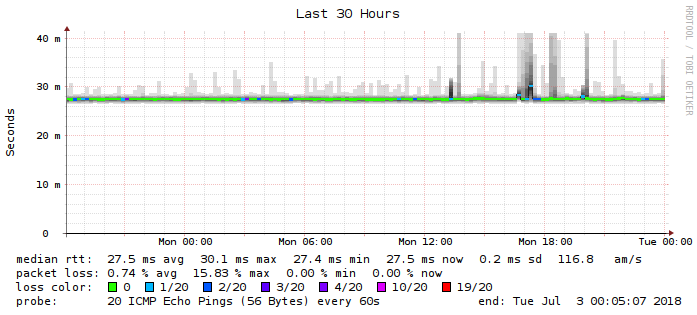 Last 30 Hours
RRDTOOL / TOBI OETIKER
Seconds
40 m
30 m
20 m
10 m
0
Mon 00:00 Mon 06:00 Mon 12:00 Mon 18:00 Tue 00:00
median rtt: 27.5 ms avg 30.1 ms max 27.4 ms min 27.5 ms now 0.2 ms sd 116.8 am/s
packet loss: 0.74 % avg 15.83 % max 0.00 % min 0.00 % now
loss color: 0 1/20 2/20 3/20 4/20 10/20 19/20
probe: 20 ICMP Echo Pings (56 Bytes) every 60s end: Tue Jul 3 00:05:07 2018